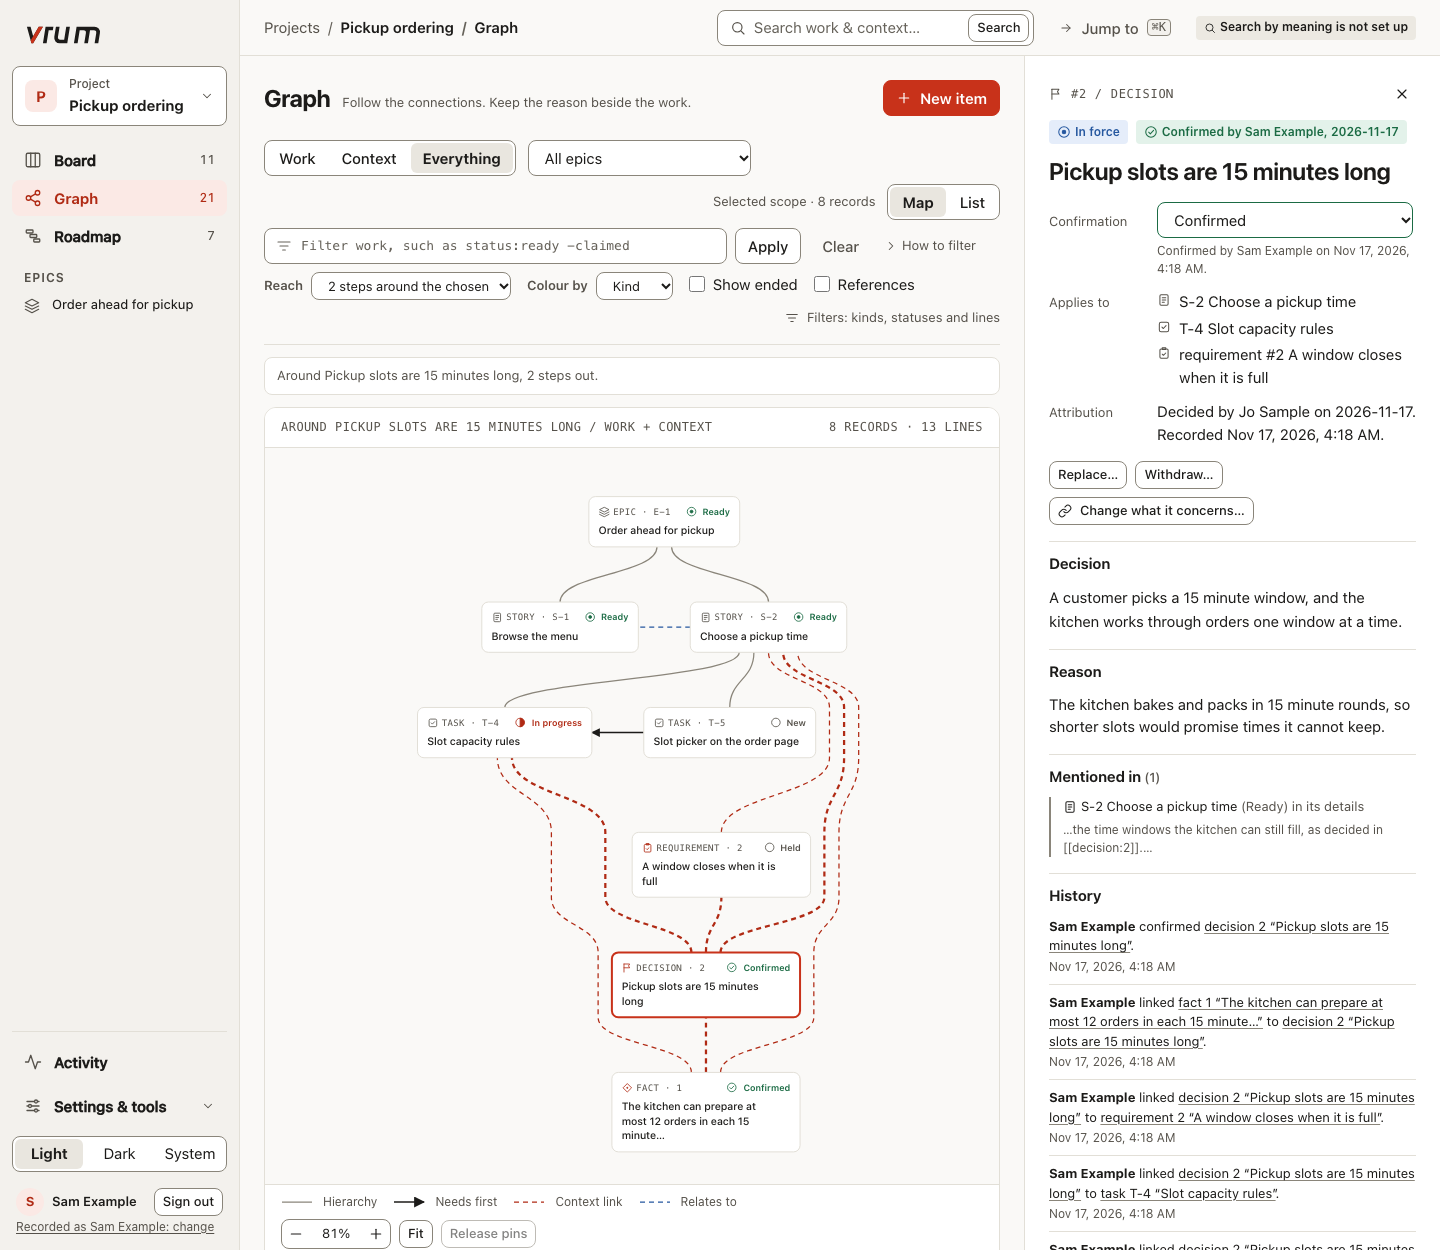 vrum
Projects / Pickup ordering / Graph
Search work & context...
Search
Jump to ⌘K
Search by meaning is not set up
P
Project
Pickup ordering
Board 11
Graph 21
Roadmap 7
EPICS
Order ahead for pickup
Activity
Settings & tools
Light Dark System
S Sam Example Sign out
Recorded as Sam Example: change
Graph Follow the connections. Keep the reason beside the work.
+ New item
Work Context Everything All epics
Selected scope · 8 records Map List
Filter work, such as status:ready −claimed Apply Clear How to filter
Reach 2 steps around the chosen Colour by Kind Show ended References
Filters: kinds, statuses and lines
Around Pickup slots are 15 minutes long, 2 steps out.
AROUND PICKUP SLOTS ARE 15 MINUTES LONG / WORK + CONTEXT 8 RECORDS · 13 LINES
EPIC · E-1 Ready
Order ahead for pickup
STORY · S-1 Ready
Browse the menu
STORY · S-2 Ready
Choose a pickup time
TASK · T-4 In progress
Slot capacity rules
TASK · T-5 New
Slot picker on the order page
REQUIREMENT · 2 Held
A window closes when it is
full
DECISION · 2 Confirmed
Pickup slots are 15 minutes
long
FACT · 1 Confirmed
The kitchen can prepare at
most 12 orders in each 15
minute...
Hierarchy Needs first Context link Relates to
− 81% + Fit Release pins
#2 / DECISION
In force Confirmed by Sam Example, 2026-11-17
Pickup slots are 15 minutes long
Confirmation Confirmed
Confirmed by Sam Example on Nov 17, 2026,
4:18 AM.
Applies to S-2 Choose a pickup time
T-4 Slot capacity rules
requirement #2 A window closes
when it is full
Attribution Decided by Jo Sample on 2026-11-17.
Recorded Nov 17, 2026, 4:18 AM.
Replace... Withdraw...
Change what it concerns...
Decision
A customer picks a 15 minute window, and the
kitchen works through orders one window at a time.
Reason
The kitchen bakes and packs in 15 minute rounds, so
shorter slots would promise times it cannot keep.
Mentioned in (1)
S-2 Choose a pickup time (Ready) in its details
...the time windows the kitchen can still fill, as decided in
[[decision:2]]....
History
Sam Example confirmed decision 2 “Pickup slots are 15
minutes long”.
Nov 17, 2026, 4:18 AM
Sam Example linked fact 1 “The kitchen can prepare at
most 12 orders in each 15 minute...” to decision 2 “Pickup
slots are 15 minutes long”.
Nov 17, 2026, 4:18 AM
Sam Example linked decision 2 “Pickup slots are 15 minutes
long” to requirement 2 “A window closes when it is full”.
Nov 17, 2026, 4:18 AM
Sam Example linked decision 2 “Pickup slots are 15 minutes
long” to task T-4 “Slot capacity rules”.
Nov 17, 2026, 4:18 AM
Sam Example linked decision 2 “Pickup slots are 15 minutes